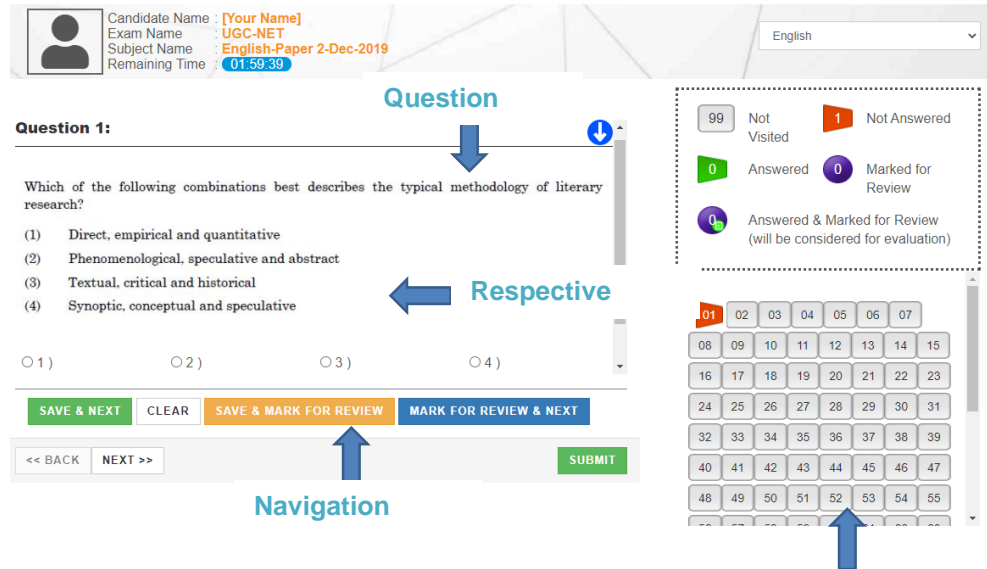 Candidate Name : [Your Name]
Exam Name : UGC-NET
Subject Name : English-Paper 2-Dec-2019
Remaining Time : 01:59:39
English
Question
Question 1:
Which of the following combinations best describes the typical methodology of literary
research?
(1) Direct, empirical and quantitative
(2) Phenomenological, speculative and abstract
(3) Textual, critical and historical
(4) Synoptic, conceptual and speculative
Respective
1 )
2 )
3 )
4 )
SAVE & NEXT CLEAR SAVE & MARK FOR REVIEW MARK FOR REVIEW & NEXT
<< BACK NEXT >> SUBMIT
Navigation
99 Not
Visited
1 Not Answered
0 Answered
0 Marked for
Review
0 Answered & Marked for Review
(will be considered for evaluation)
01 02 03 04 05 06 07
08 09 10 11 12 13 14 15
16 17 18 19 20 21 22 23
24 25 26 27 28 29 30 31
32 33 34 35 36 37 38 39
40 41 42 43 44 45 46 47
48 49 50 51 52 53 54 55